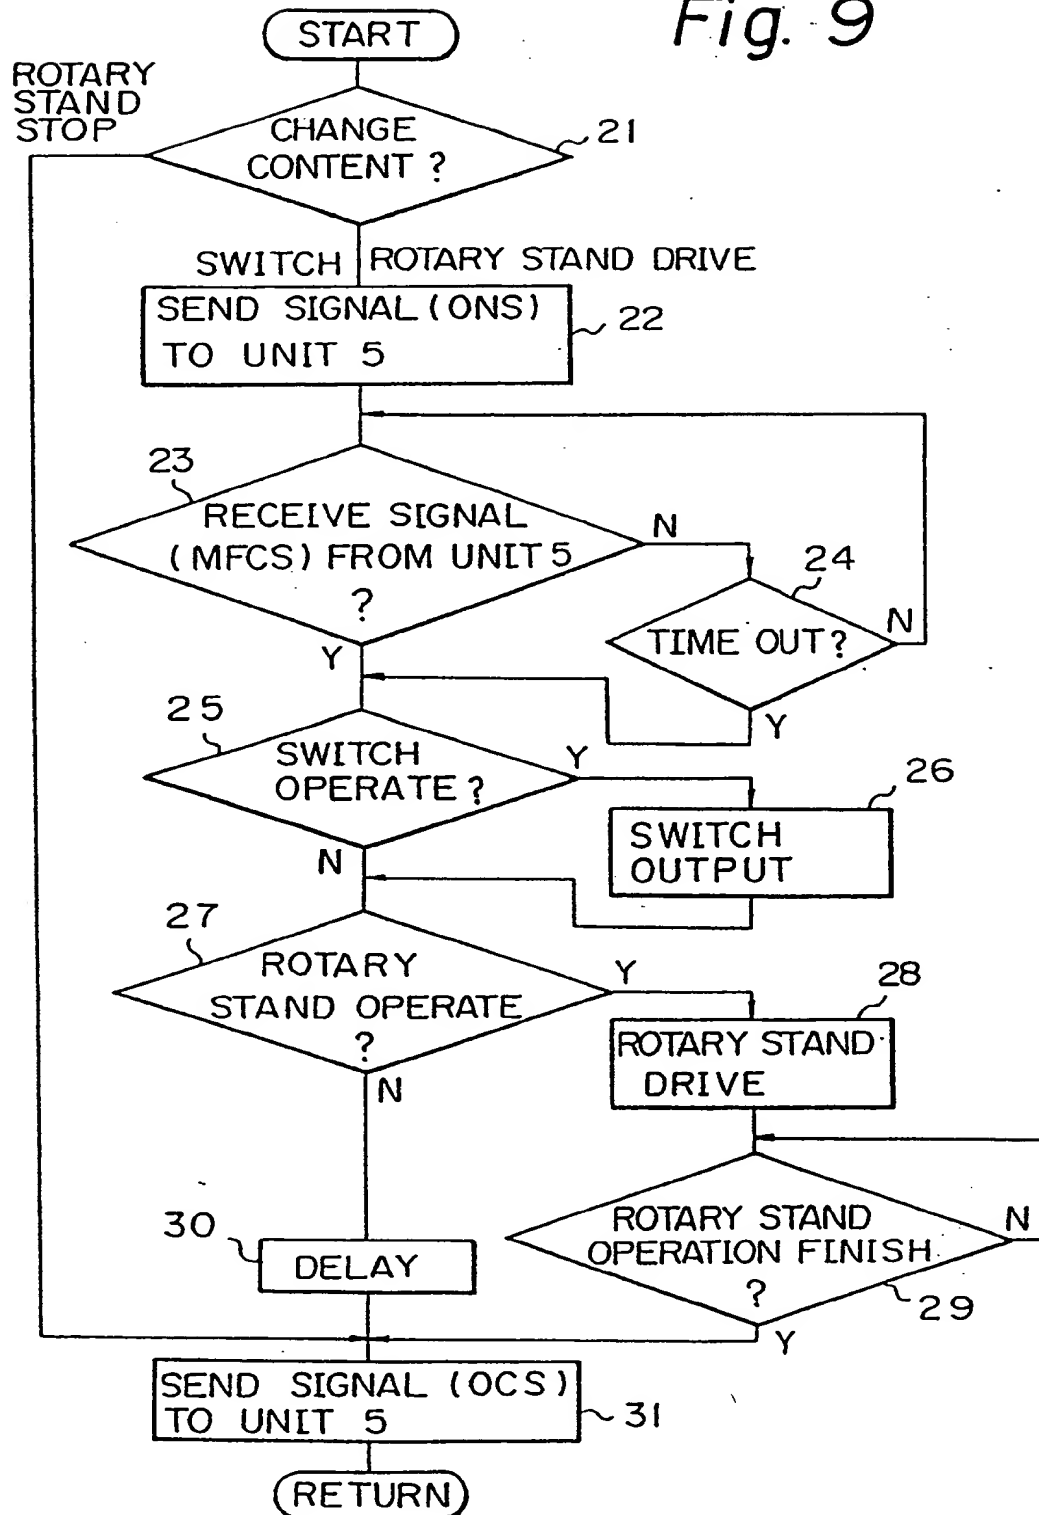 Fig. 9
START
ROTARY
STAND
STOP
CHANGE
CONTENT ?
21
SWITCH
ROTARY STAND DRIVE
SEND SIGNAL (ONS)
TO UNIT 5
22
23
RECEIVE SIGNAL
(MFCS) FROM UNIT 5
?
N
24
TIME OUT?
N
Y
Y
25
SWITCH
OPERATE ?
Y
26
SWITCH
OUTPUT
N
27
ROTARY
STAND OPERATE
?
Y
28
ROTARY STAND
DRIVE
N
ROTARY STAND
OPERATION FINISH
?
N
29
Y
30
DELAY
SEND SIGNAL (OCS)
TO UNIT 5
31
RETURN